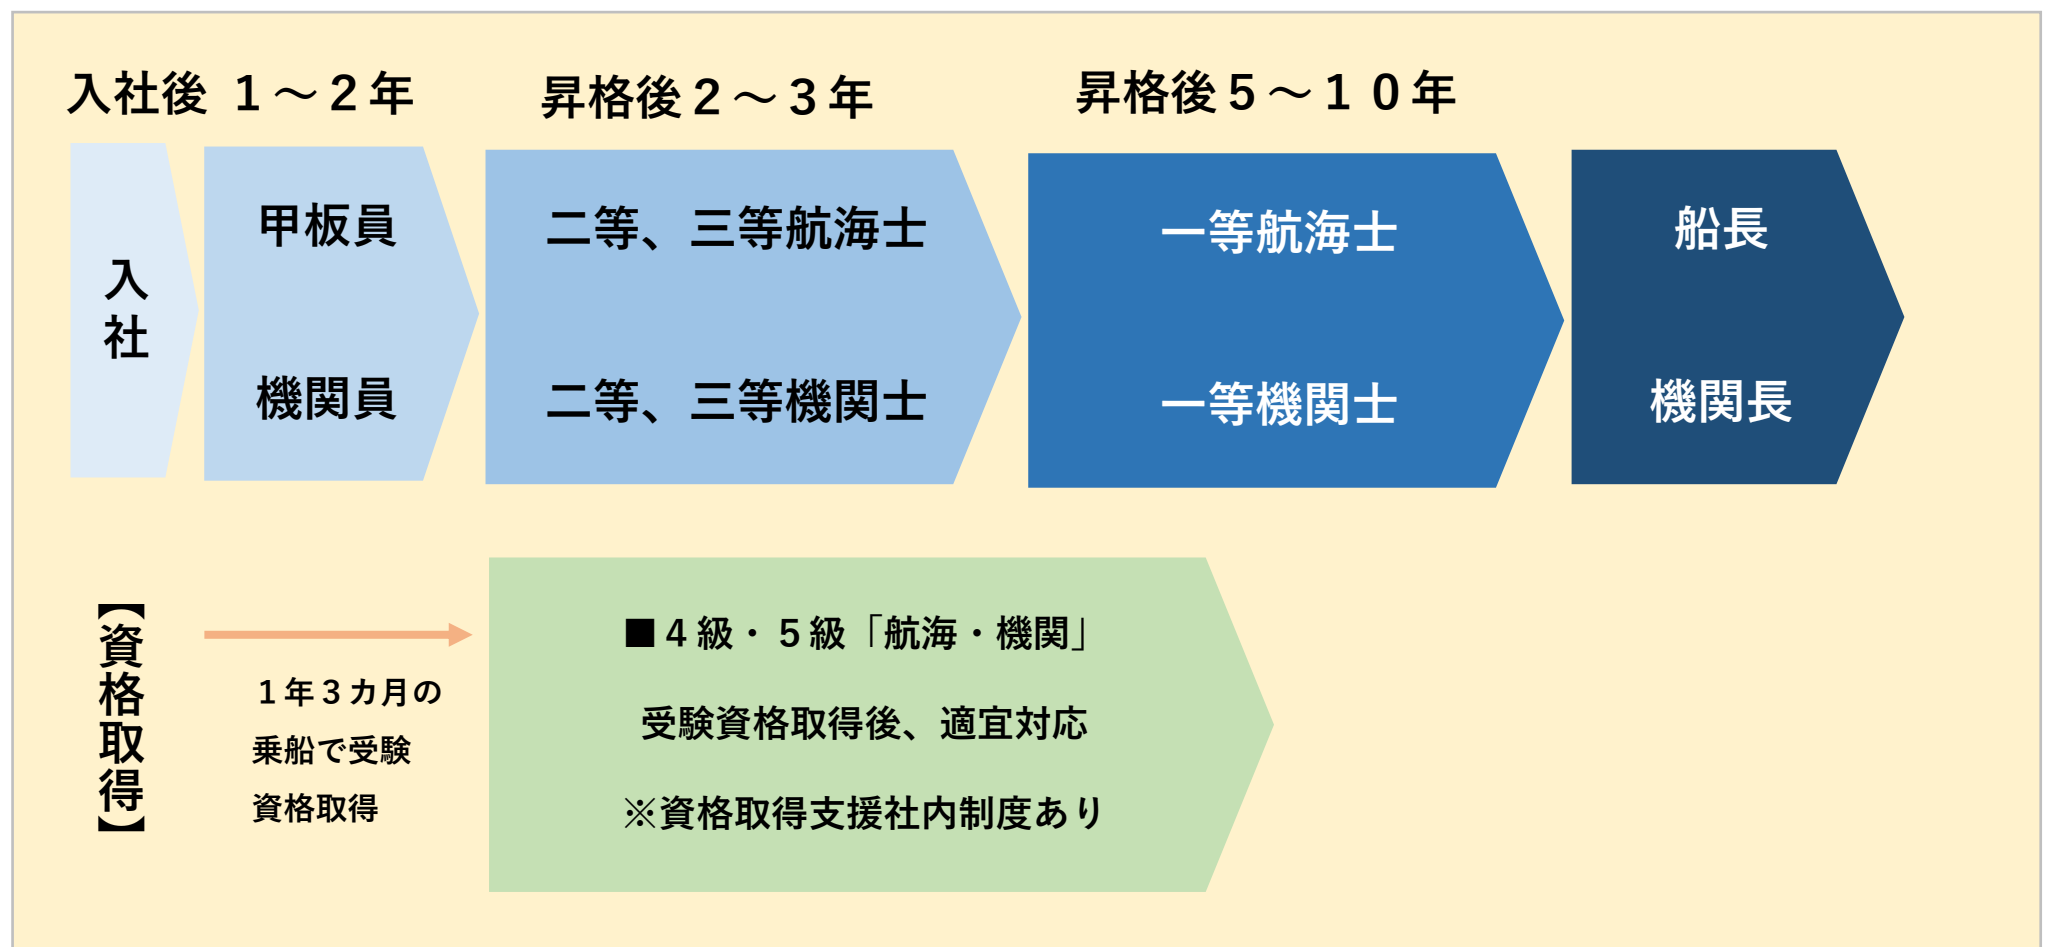 入社後 １～２年
昇格後２～３年
昇格後５～１０年
入社
甲板員
機関員
二等、三等航海士
二等、三等機関士
一等航海士
一等機関士
船長
機関長
【資格取得】
１年３カ月の
乗船で受験
資格取得
■４級・５級「航海・機関」
受験資格取得後、適宜対応
※資格取得支援社内制度あり